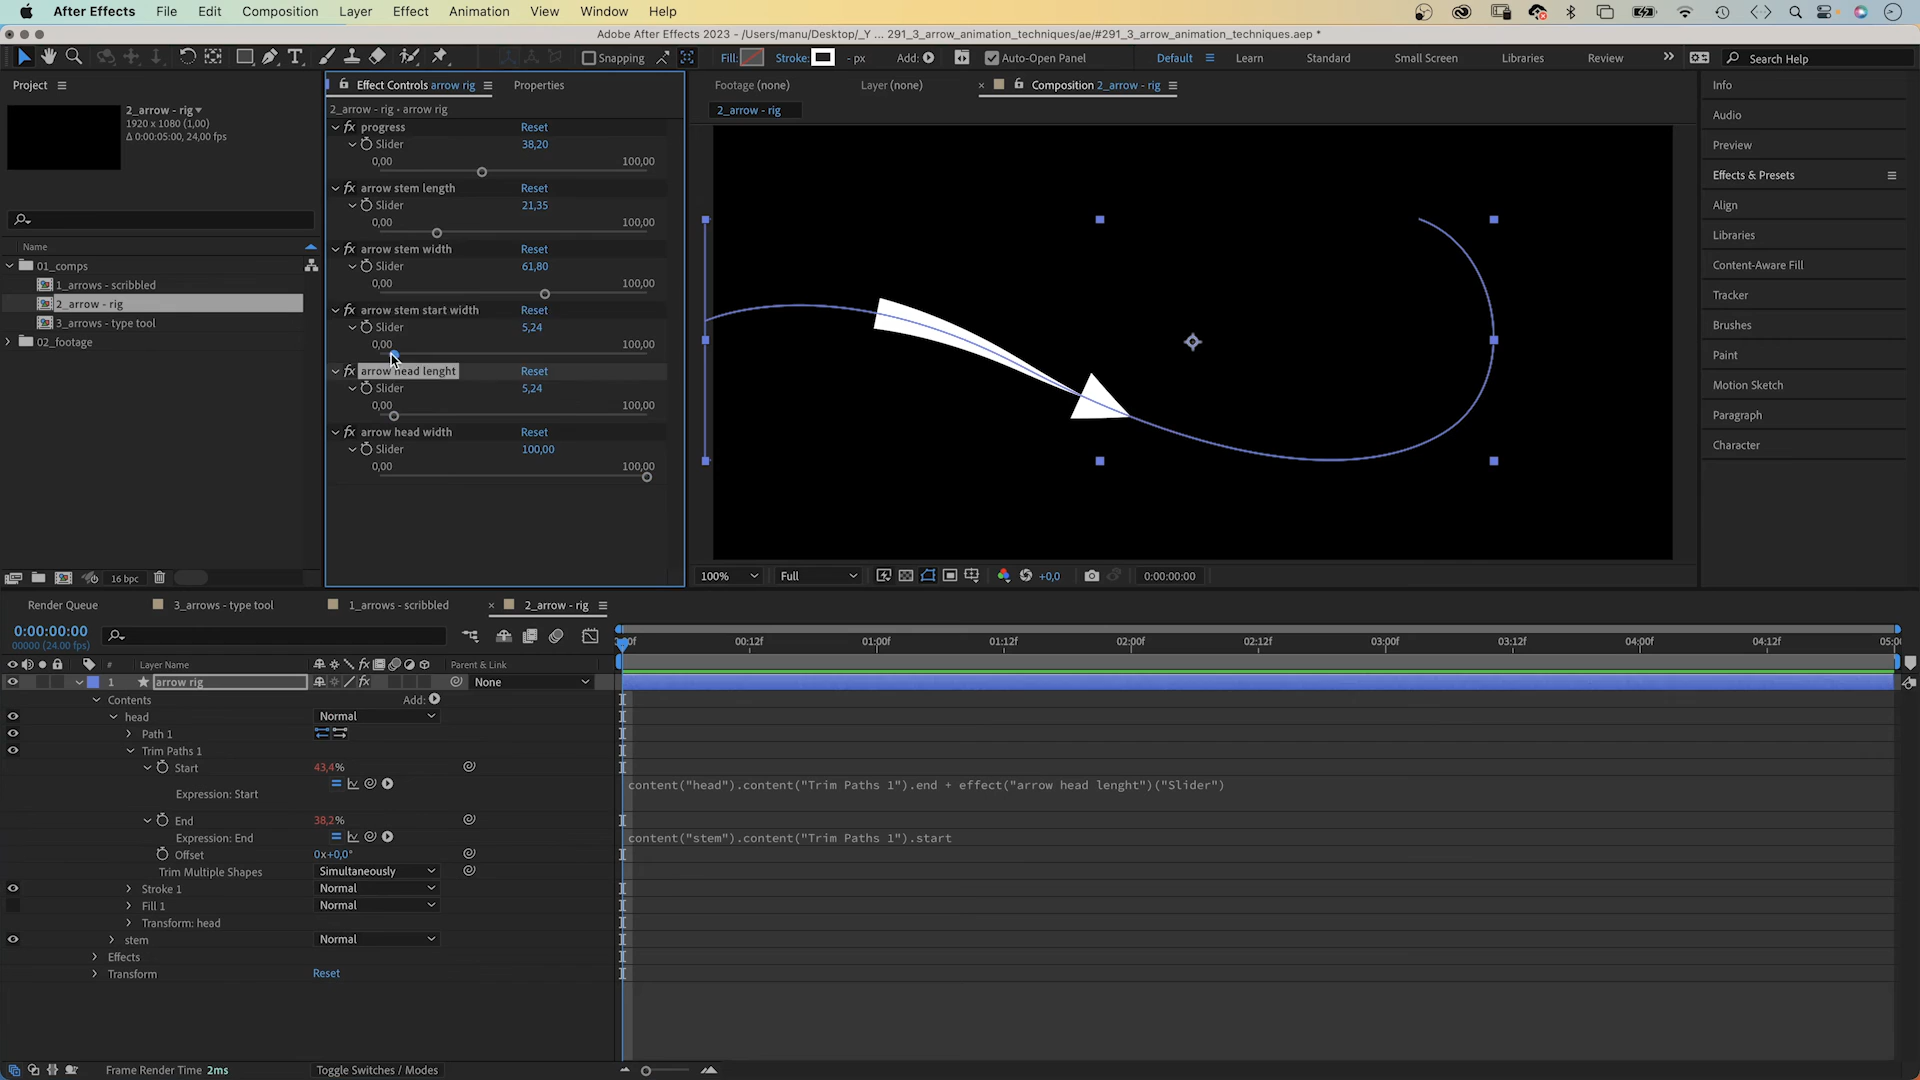 After Effects File Edit Composition Layer Effect Animation View Window Help
Adobe After Effects 2023 - /Users/manu/Desktop/_Y ... 291_3_arrow_animation_techniques/ae/#291_3_arrow_animation_techniques.aep *
Snapping Fill: Stroke: - px Add: Auto-Open Panel Default Learn Standard Small Screen Libraries Review Search Help
Project
2_arrow - rig
1920 x 1080 (1,00)
Δ 0:00:05:00, 24,00 fps
Name
01_comps
1_arrows - scribbled
2_arrow - rig
3_arrows - type tool
02_footage
16 bpc
Effect Controls arrow rig Properties
2_arrow - rig • arrow rig
fx progress Reset
Slider 38,20
0,00 100,00
fx arrow stem length Reset
Slider 21,35
0,00 100,00
fx arrow stem width Reset
Slider 61,80
0,00 100,00
fx arrow stem start width Reset
Slider 5,24
0,00 100,00
fx arrow head lenght Reset
Slider 5,24
0,00 100,00
fx arrow head width Reset
Slider 100,00
0,00 100,00
Footage (none) Layer (none) Composition 2_arrow - rig
2_arrow - rig
100% Full +0,0 0:00:00:00
Info
Audio
Preview
Effects & Presets
Align
Libraries
Content-Aware Fill
Tracker
Brushes
Paint
Motion Sketch
Paragraph
Character
Render Queue 3_arrows - type tool 1_arrows - scribbled 2_arrow - rig
0:00:00:00
00000 (24.00 fps)
00:12f 01:00f 01:12f 02:00f 02:12f 03:00f 03:12f 04:00f 04:12f
# Layer Name Parent & Link
1 arrow rig None
Contents Add:
head Normal
Path 1
Trim Paths 1
Start 43,4%
Expression: Start content("head").content("Trim Paths 1").end + effect("arrow head lenght")("Slider")
End 38,2%
Expression: End content("stem").content("Trim Paths 1").start
Offset 0x+0,0°
Trim Multiple Shapes Simultaneously
Stroke 1 Normal
Fill 1 Normal
Transform: head
stem Normal
Effects
Transform Reset
Frame Render Time 2ms Toggle Switches / Modes